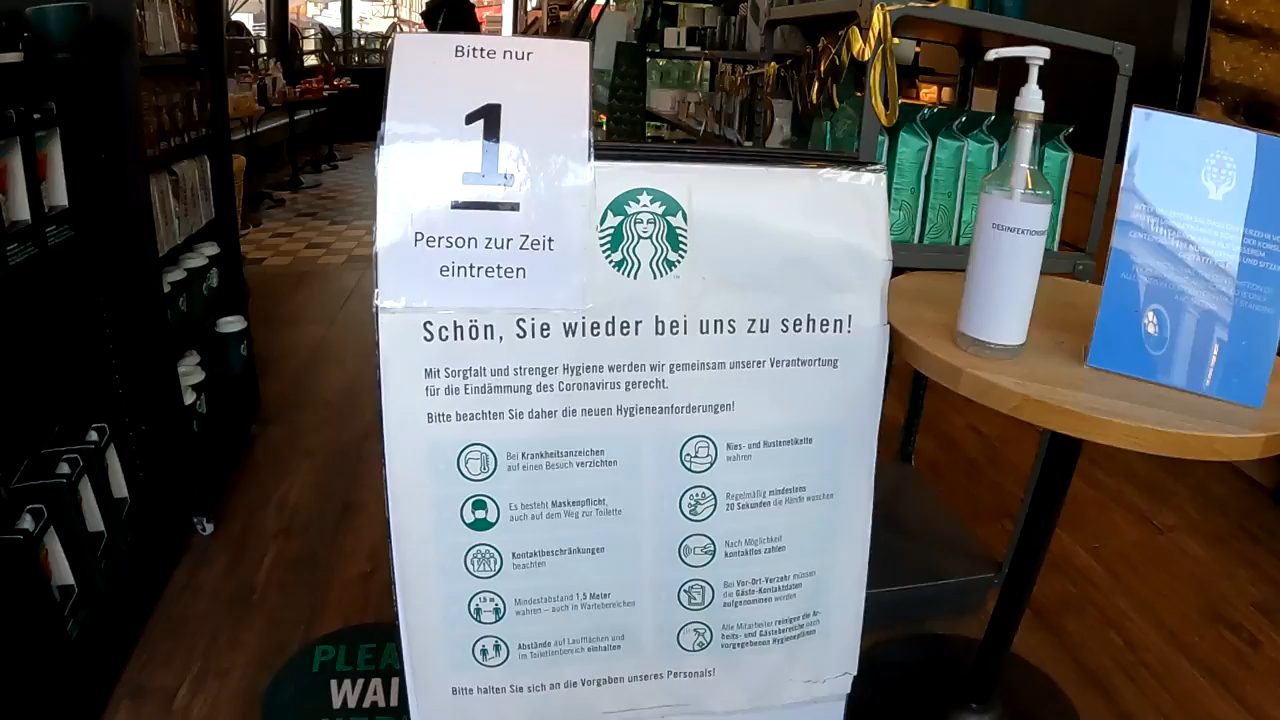 Bitte nur
1
Person zur Zeit
eintreten
Schön, Sie wieder bei uns zu sehen!
Mit Sorgfalt und strenger Hygiene werden wir gemeinsam unserer Verantwortung
für die Eindämmung des Coronavirus gerecht.
Bitte beachten Sie daher die neuen Hygieneanforderungen!
Bei Krankheitsanzeichen
auf einen Besuch verzichten
Es besteht Maskenpflicht,
auch auf dem Weg zur Toilette
Kontaktbeschränkungen
beachten
1,5 m
Mindestabstand 1,5 Meter
wahren – auch in Wartebereichen
Abstände auf Laufflächen und
im Toilettenbereich einhalten
Nies- und Hustenetikette
wahren
Regelmäßig mindestens
20 Sekunden die Hände waschen
Nach Möglichkeit
kontaktlos zahlen
Bei Vor-Ort-Verzehr müssen
die Gäste-Kontaktdaten
aufgenommen werden
Alle Mitarbeiter reinigen die Ar-
beits- und Gästebereiche nach
vorgegebenen Hygieneplänen
Bitte halten Sie sich an die Vorgaben unseres Personals!
PLEA
WAI